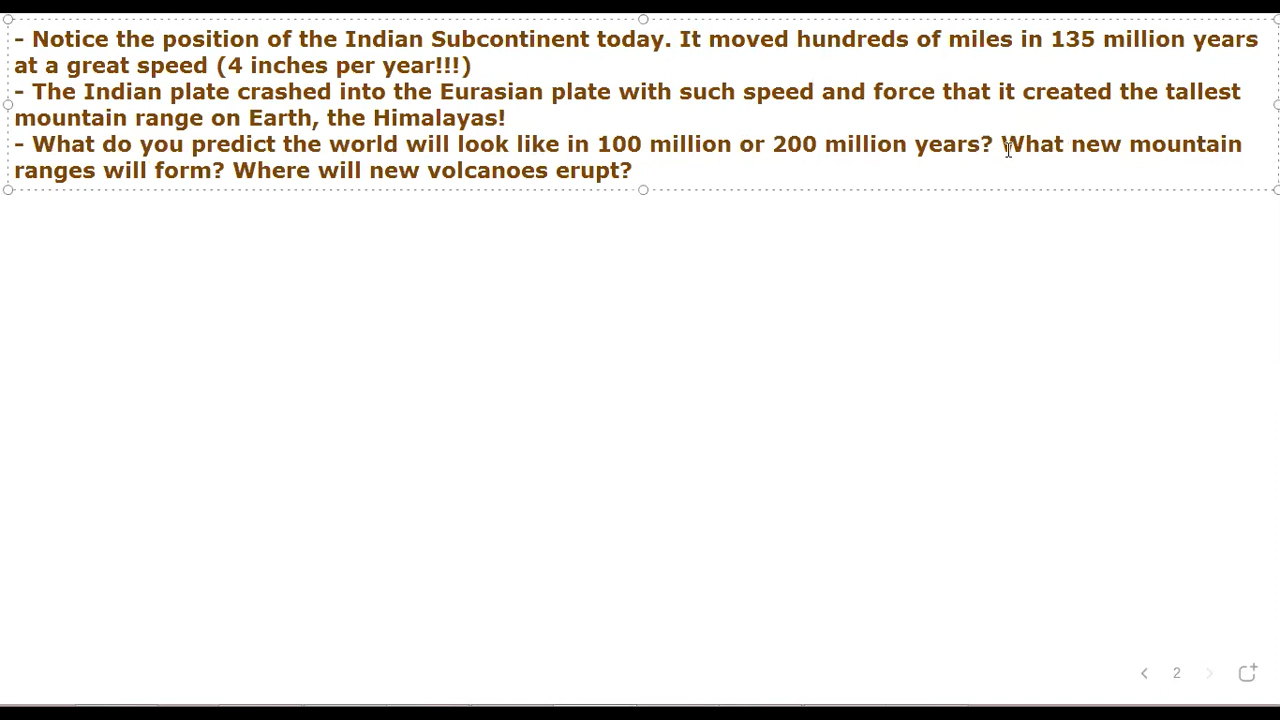 - Notice the position of the Indian Subcontinent today. It moved hundreds of miles in 135 million years
at a great speed (4 inches per year!!!)
- The Indian plate crashed into the Eurasian plate with such speed and force that it created the tallest
mountain range on Earth, the Himalayas!
- What do you predict the world will look like in 100 million or 200 million years? What new mountain
ranges will form? Where will new volcanoes erupt?
2